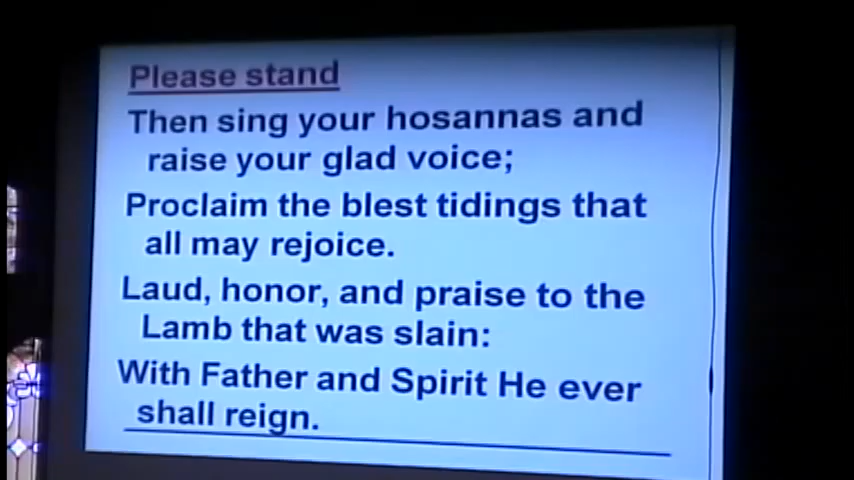 Please stand
Then sing your hosannas and
raise your glad voice;
Proclaim the blest tidings that
all may rejoice.
Laud, honor, and praise to the
Lamb that was slain:
With Father and Spirit He ever
shall reign.